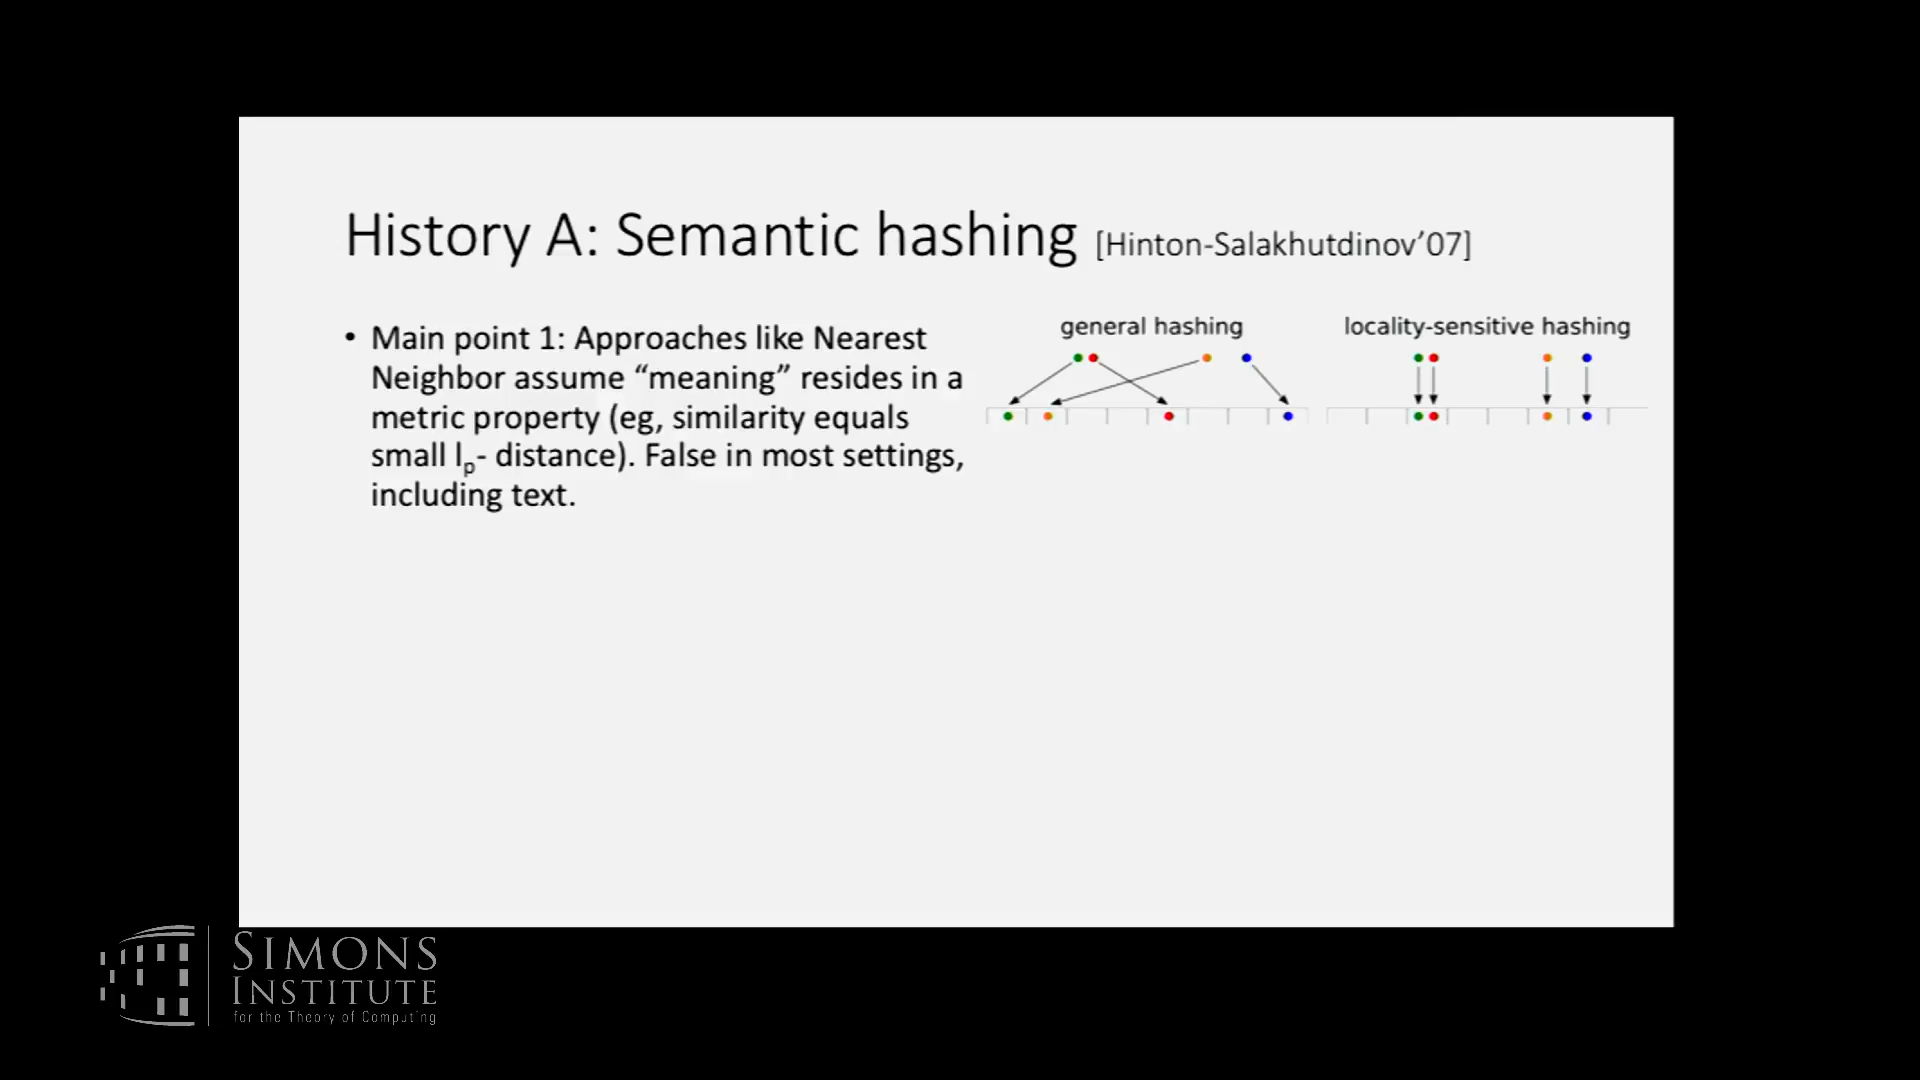 History A: Semantic hashing [Hinton-Salakhutdinov’07]
• Main point 1: Approaches like Nearest
Neighbor assume “meaning” resides in a
metric property (eg, similarity equals
small lp- distance). False in most settings,
including text.
general hashing
locality-sensitive hashing
SIMONS
INSTITUTE
for the Theory of Computing